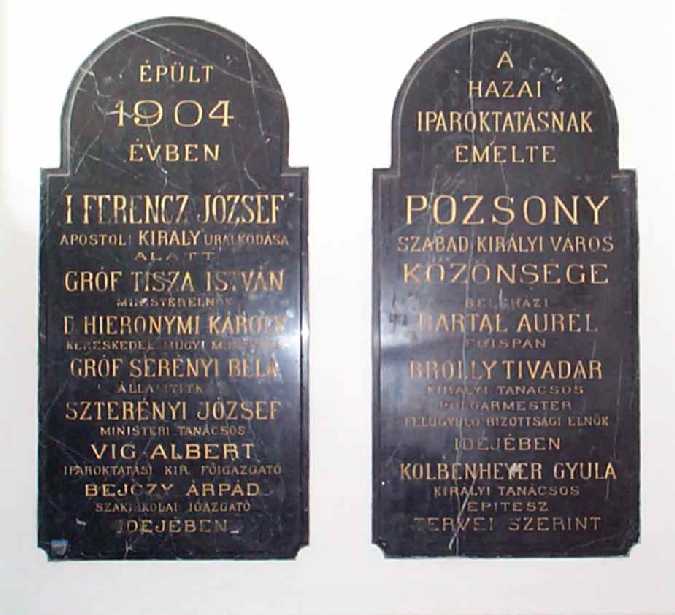 ÉPÜLT
1904
ÉVBEN
I FERENCZ JÓZSEF
APOSTOLI KIRÁLY URALKODÁSA
ALATT
GRÓF TISZA ISTVÁN
MINISTERELNÖK
D. HIERONYMI KÁROLY
KERESKEDELEMÜGYI MINISTER
GRÓF SERÉNYI BÉLA
ÁLLAMTITK.
SZTERÉNYI JÓZSEF
MINISTERI TANÁCSOS
VIG ALBERT
IPAROKTATÁSI KIR. FŐIGAZGATÓ
BEJCZY ÁRPÁD
SZAKISKOLAI IGAZGATÓ
IDEJÉBEN
A
HAZAI
IPAROKTATÁSNAK
EMELTE
POZSONY
SZABAD KIRÁLYI VÁROS
KÖZÖNSÉGE
BELHÁZI
BARTAL AUREL
FŐISPÁN
BROLLY TIVADAR
KIRÁLYI TANÁCSOS
POLGÁRMESTER
FELÜGYELŐ BIZOTTSÁGI ELNÖK
IDEJÉBEN
KOLBENHEYER GYULA
KIRÁLYI TANÁCSOS
ÉPITÉSZ
TERVEI SZERINT